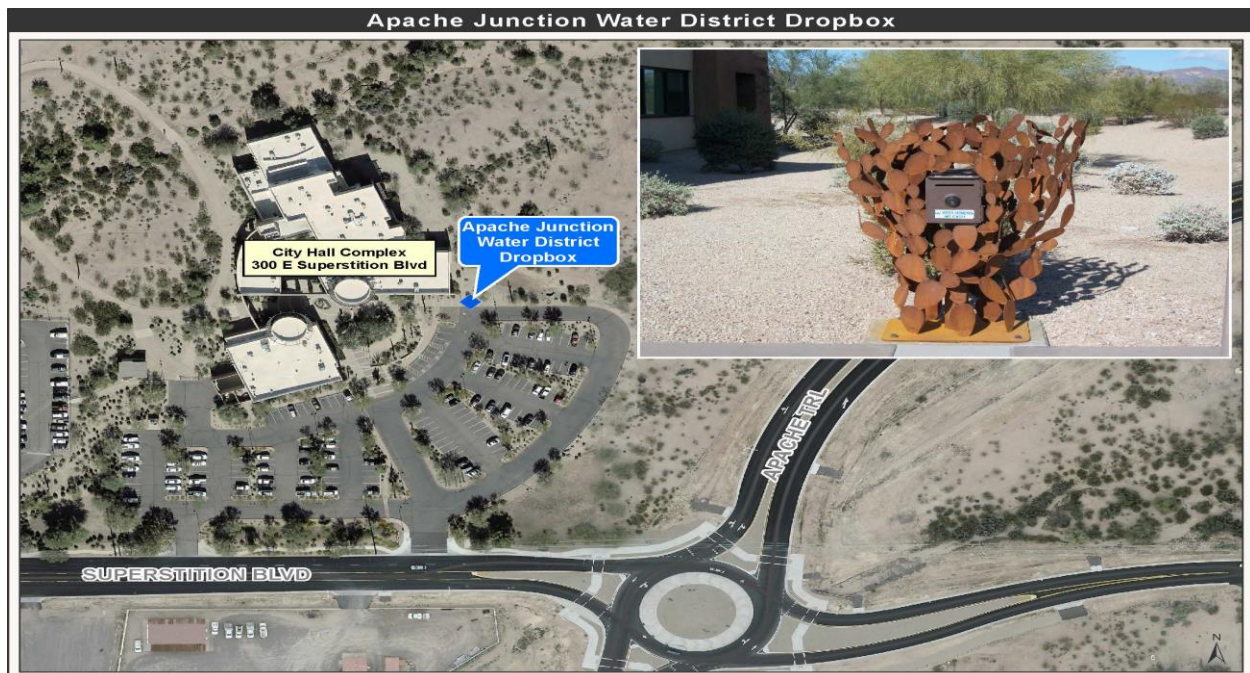 Apache Junction Water District Dropbox
Apache Junction
Water District
Dropbox
City Hall Complex
300 E Superstition Blvd
APACHE TRL
SUPERSTITION BLVD
N